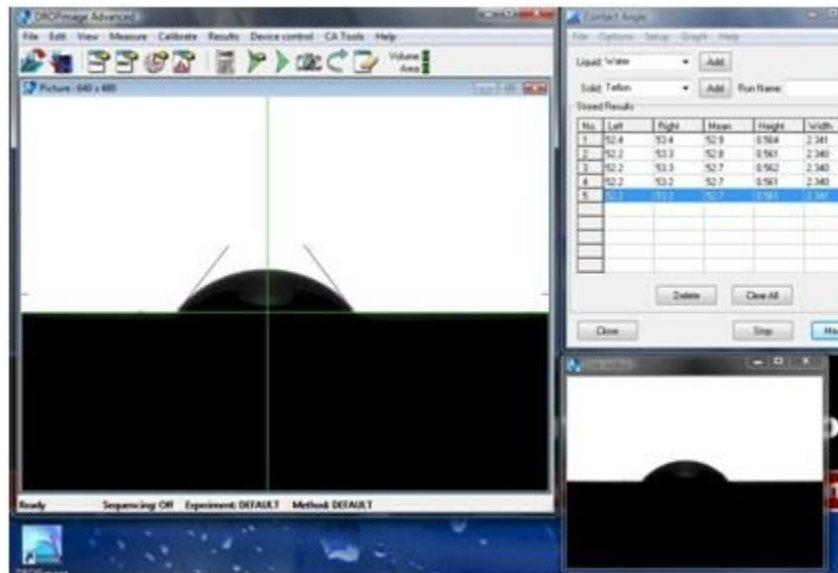 DROPimage Advanced
File Edit View Measure Calibrate Results Device control CA Tools Help
Volume
Area
Picture : 640 x 480
Ready Sequencing: Off Experiment: DEFAULT Method: DEFAULT
Contact Angle
File Options Setup Graph Help
Liquid: Water Add
Solid: Teflon Add Run Name:
Stored Results
No. Left Right Mean Height Width
1 52.4 53.4 52.9 0.564 2.341
2 52.2 53.3 52.8 0.561 2.340
3 52.2 53.3 52.7 0.562 2.340
4 52.2 53.2 52.7 0.561 2.340
5 52.2 53.2 52.7 0.561 2.341
Delete Clear All
Close Stop
Live video
DROPimage